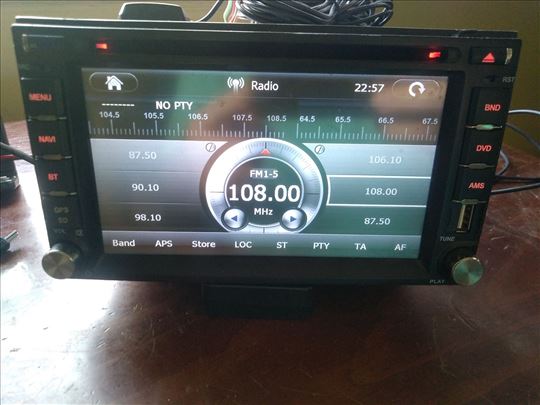 Radio 22:57
RST
MENU
------- NO PTY
BND
104.5 105.5 106.5 107.5 108.5 64.5 65.5 66.5 67.5
NAVI
87.50 106.10
DVD
FM1-5
BT
90.10 108.00 108.00
AMS
MHz
GPS
SD
98.10 87.50
VOL
TUNE
Band APS Store LOC ST PTY TA AF
PLAY